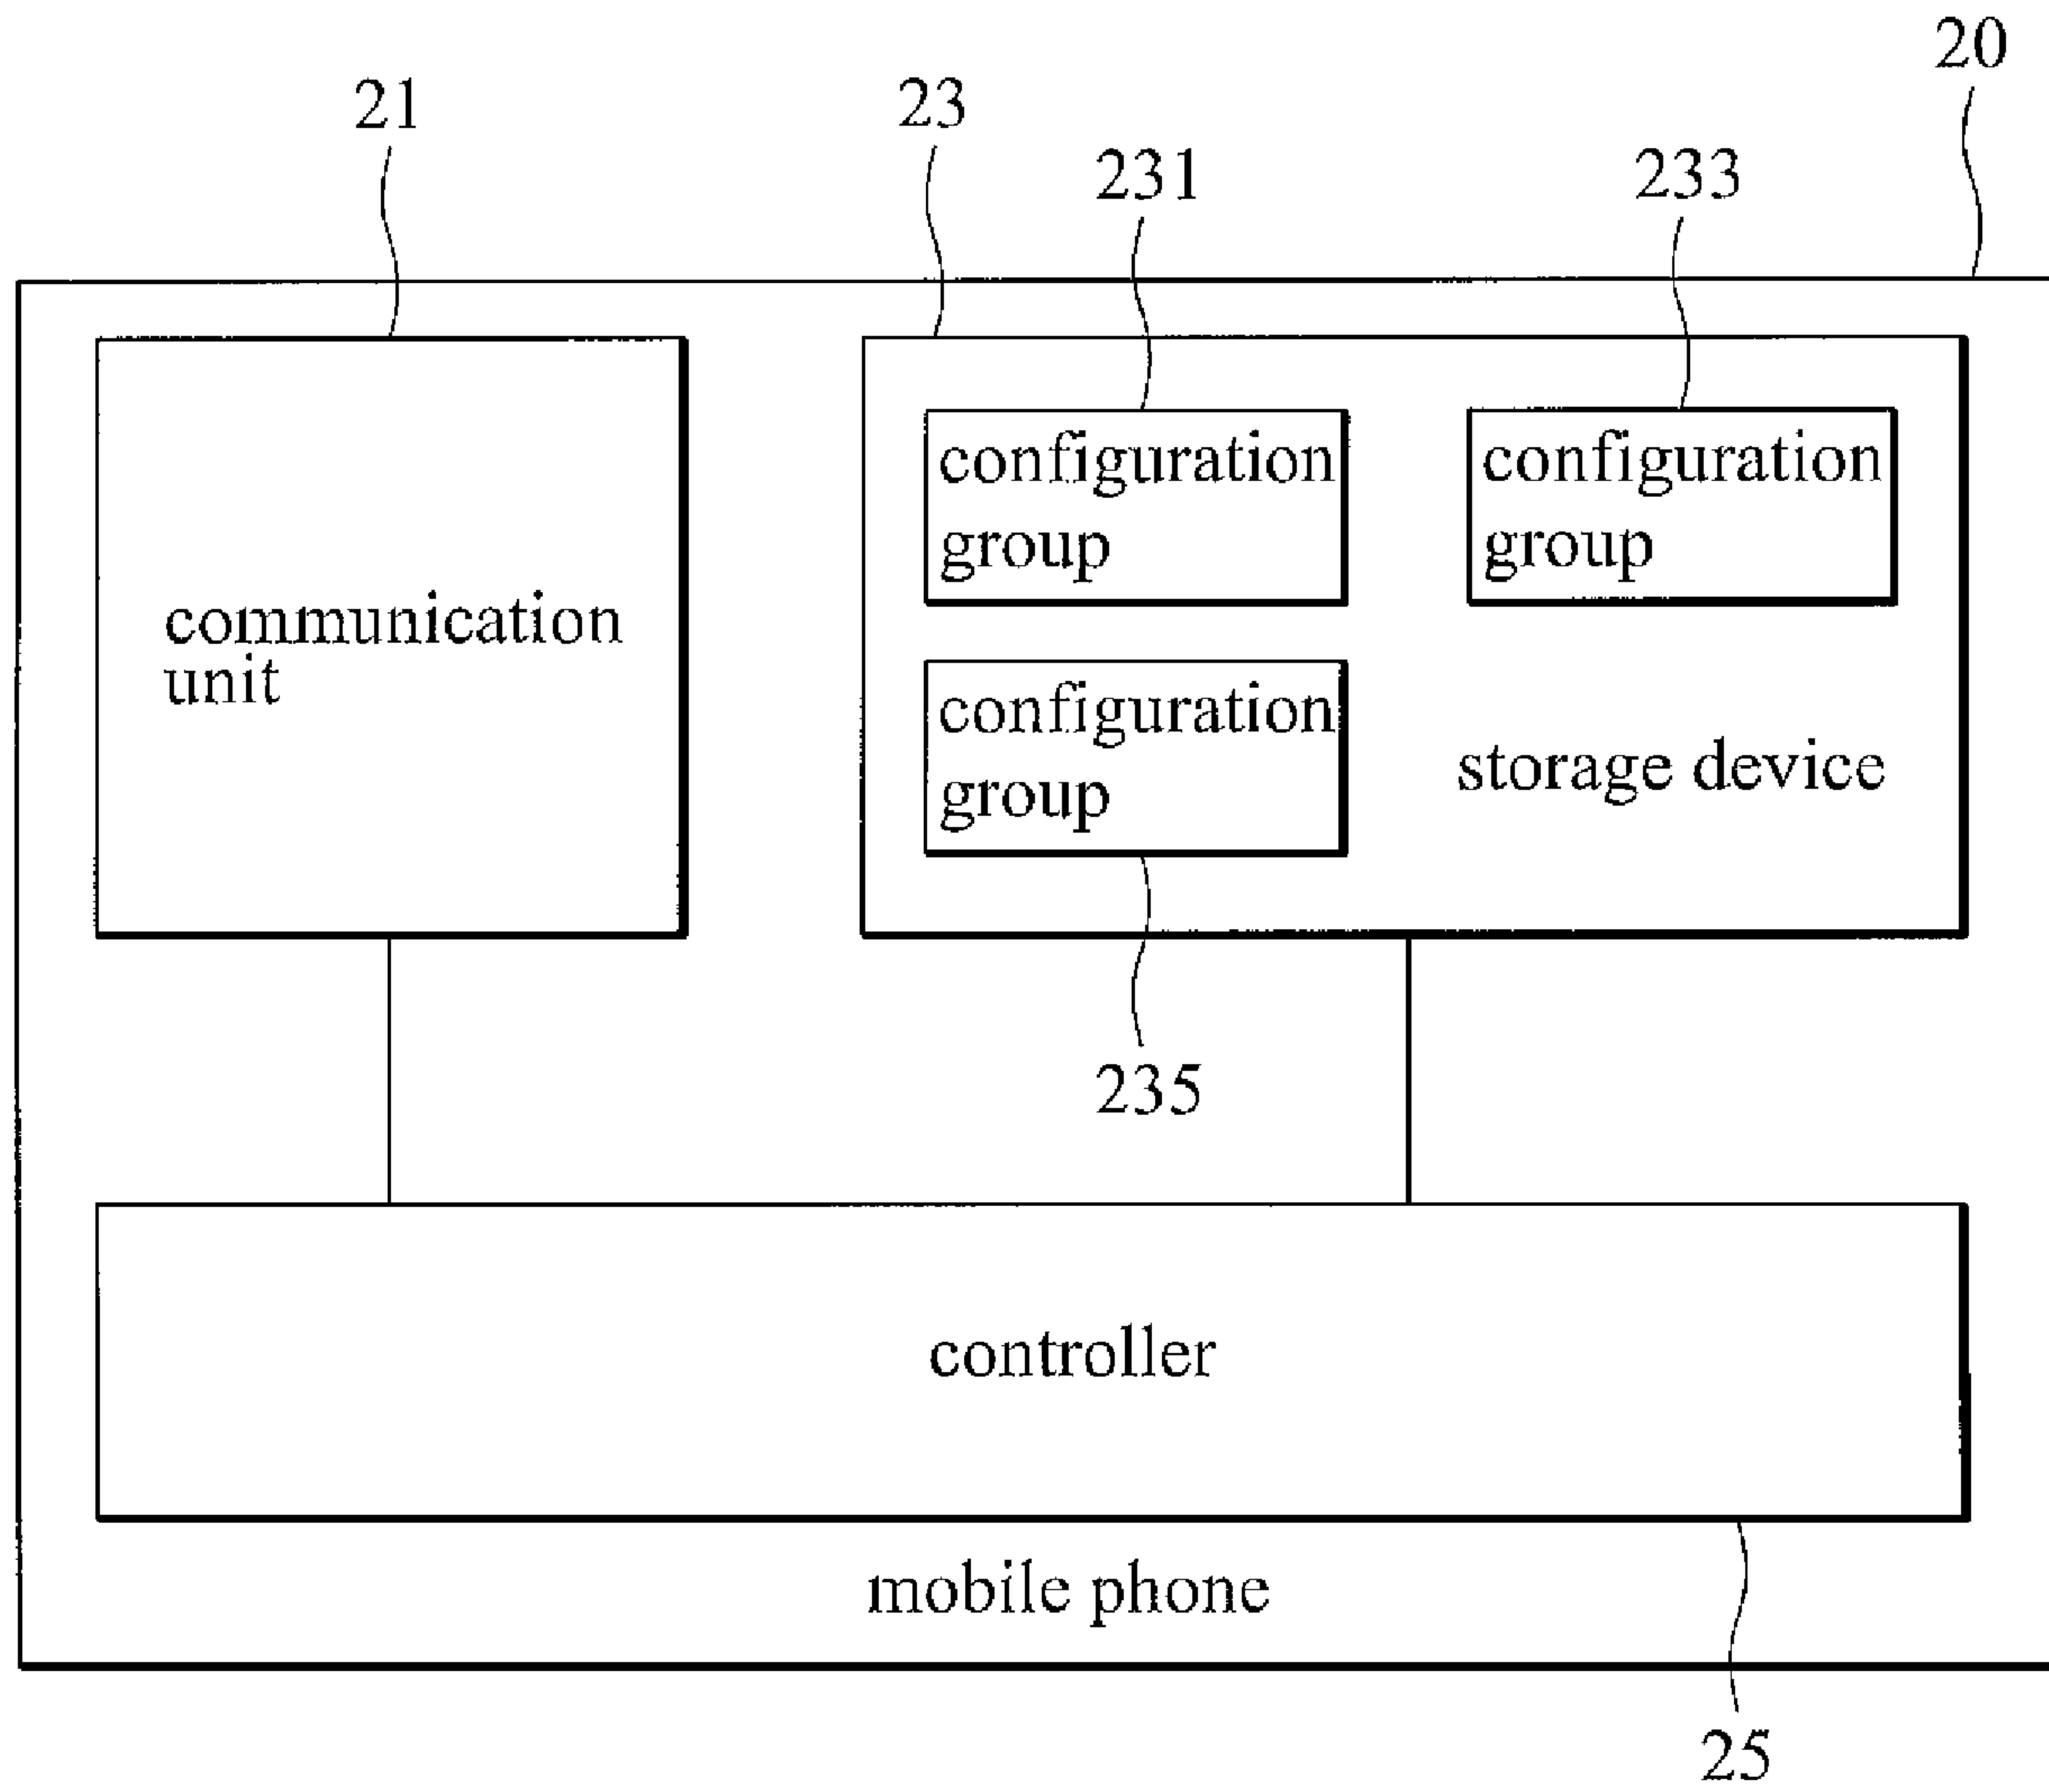 20
21
23
231
233
configuration
group
configuration
group
communication
unit
configuration
group
storage device
235
controller
mobile phone
25